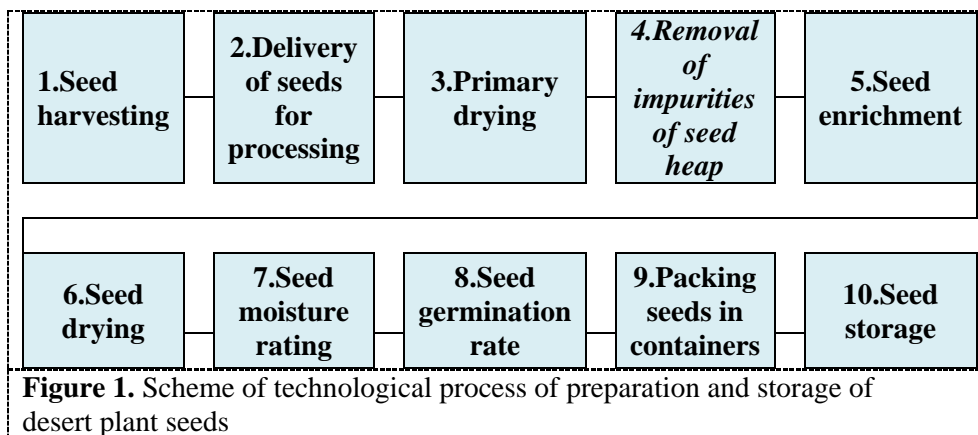 1.Seed
harvesting
2.Delivery
of seeds
for
processing
3.Primary
drying
4.Removal
of
impurities
of seed
heap
5.Seed
enrichment
6.Seed
drying
7.Seed
moisture
rating
8.Seed
germination
rate
9.Packing
seeds in
containers
10.Seed
storage
Figure 1. Scheme of technological process of preparation and storage of
desert plant seeds